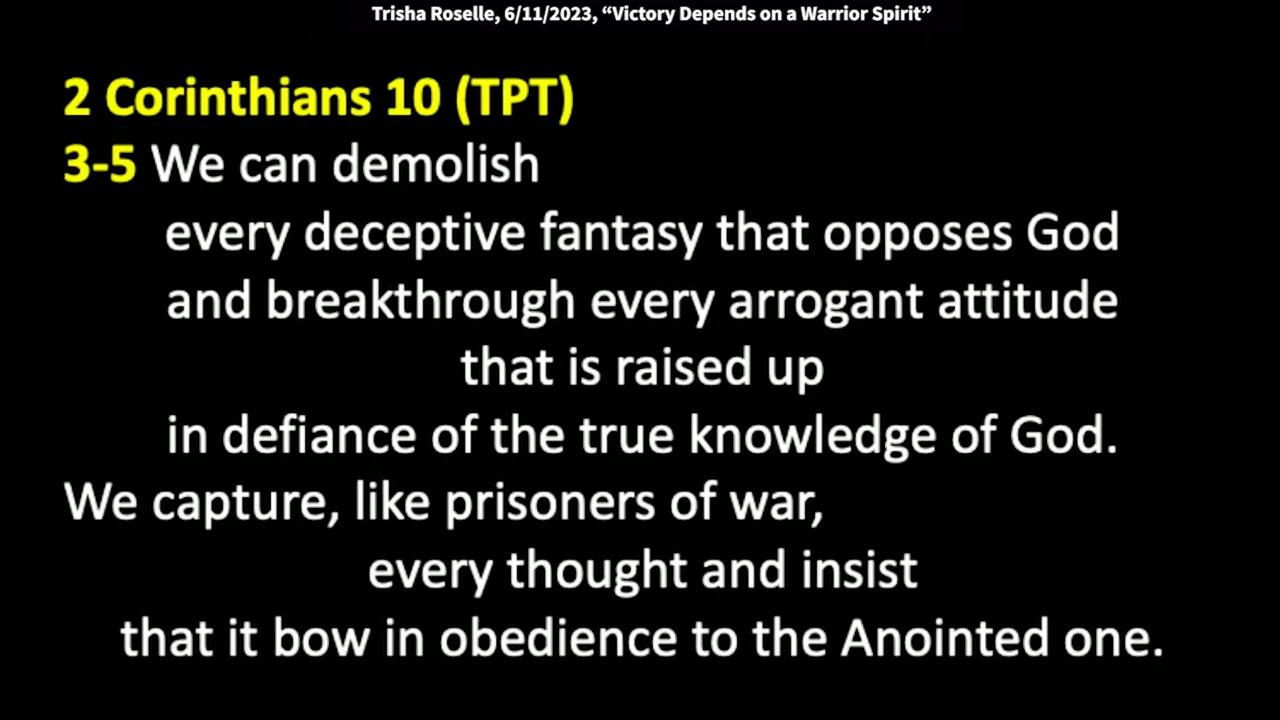 Trisha Roselle, 6/11/2023, “Victory Depends on a Warrior Spirit”
2 Corinthians 10 (TPT)
3-5 We can demolish
every deceptive fantasy that opposes God
and breakthrough every arrogant attitude
that is raised up
in defiance of the true knowledge of God.
We capture, like prisoners of war,
every thought and insist
that it bow in obedience to the Anointed one.